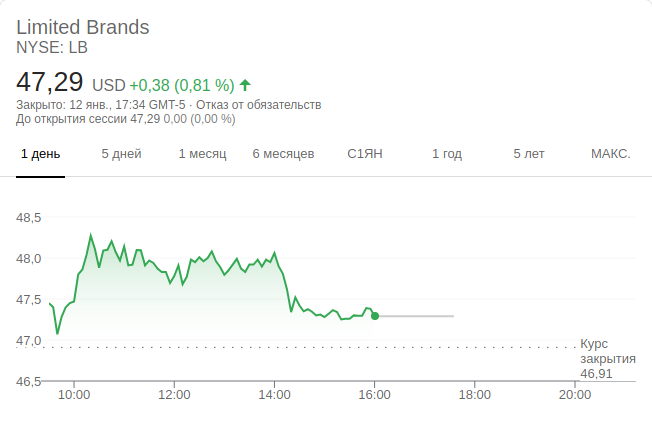 Limited Brands
NYSE: LB
47,29 USD +0,38 (0,81 %)
Закрыто: 12 янв., 17:34 GMT-5 · Отказ от обязательств
До открытия сессии 47,29 0,00 (0,00 %)
1 день 5 дней 1 месяц 6 месяцев С1ЯН 1 год 5 лет МАКС.
48,5
48,0
47,5
47,0
Курс
закрытия
46,91
46,5
10:00 12:00 14:00 16:00 18:00 20:00